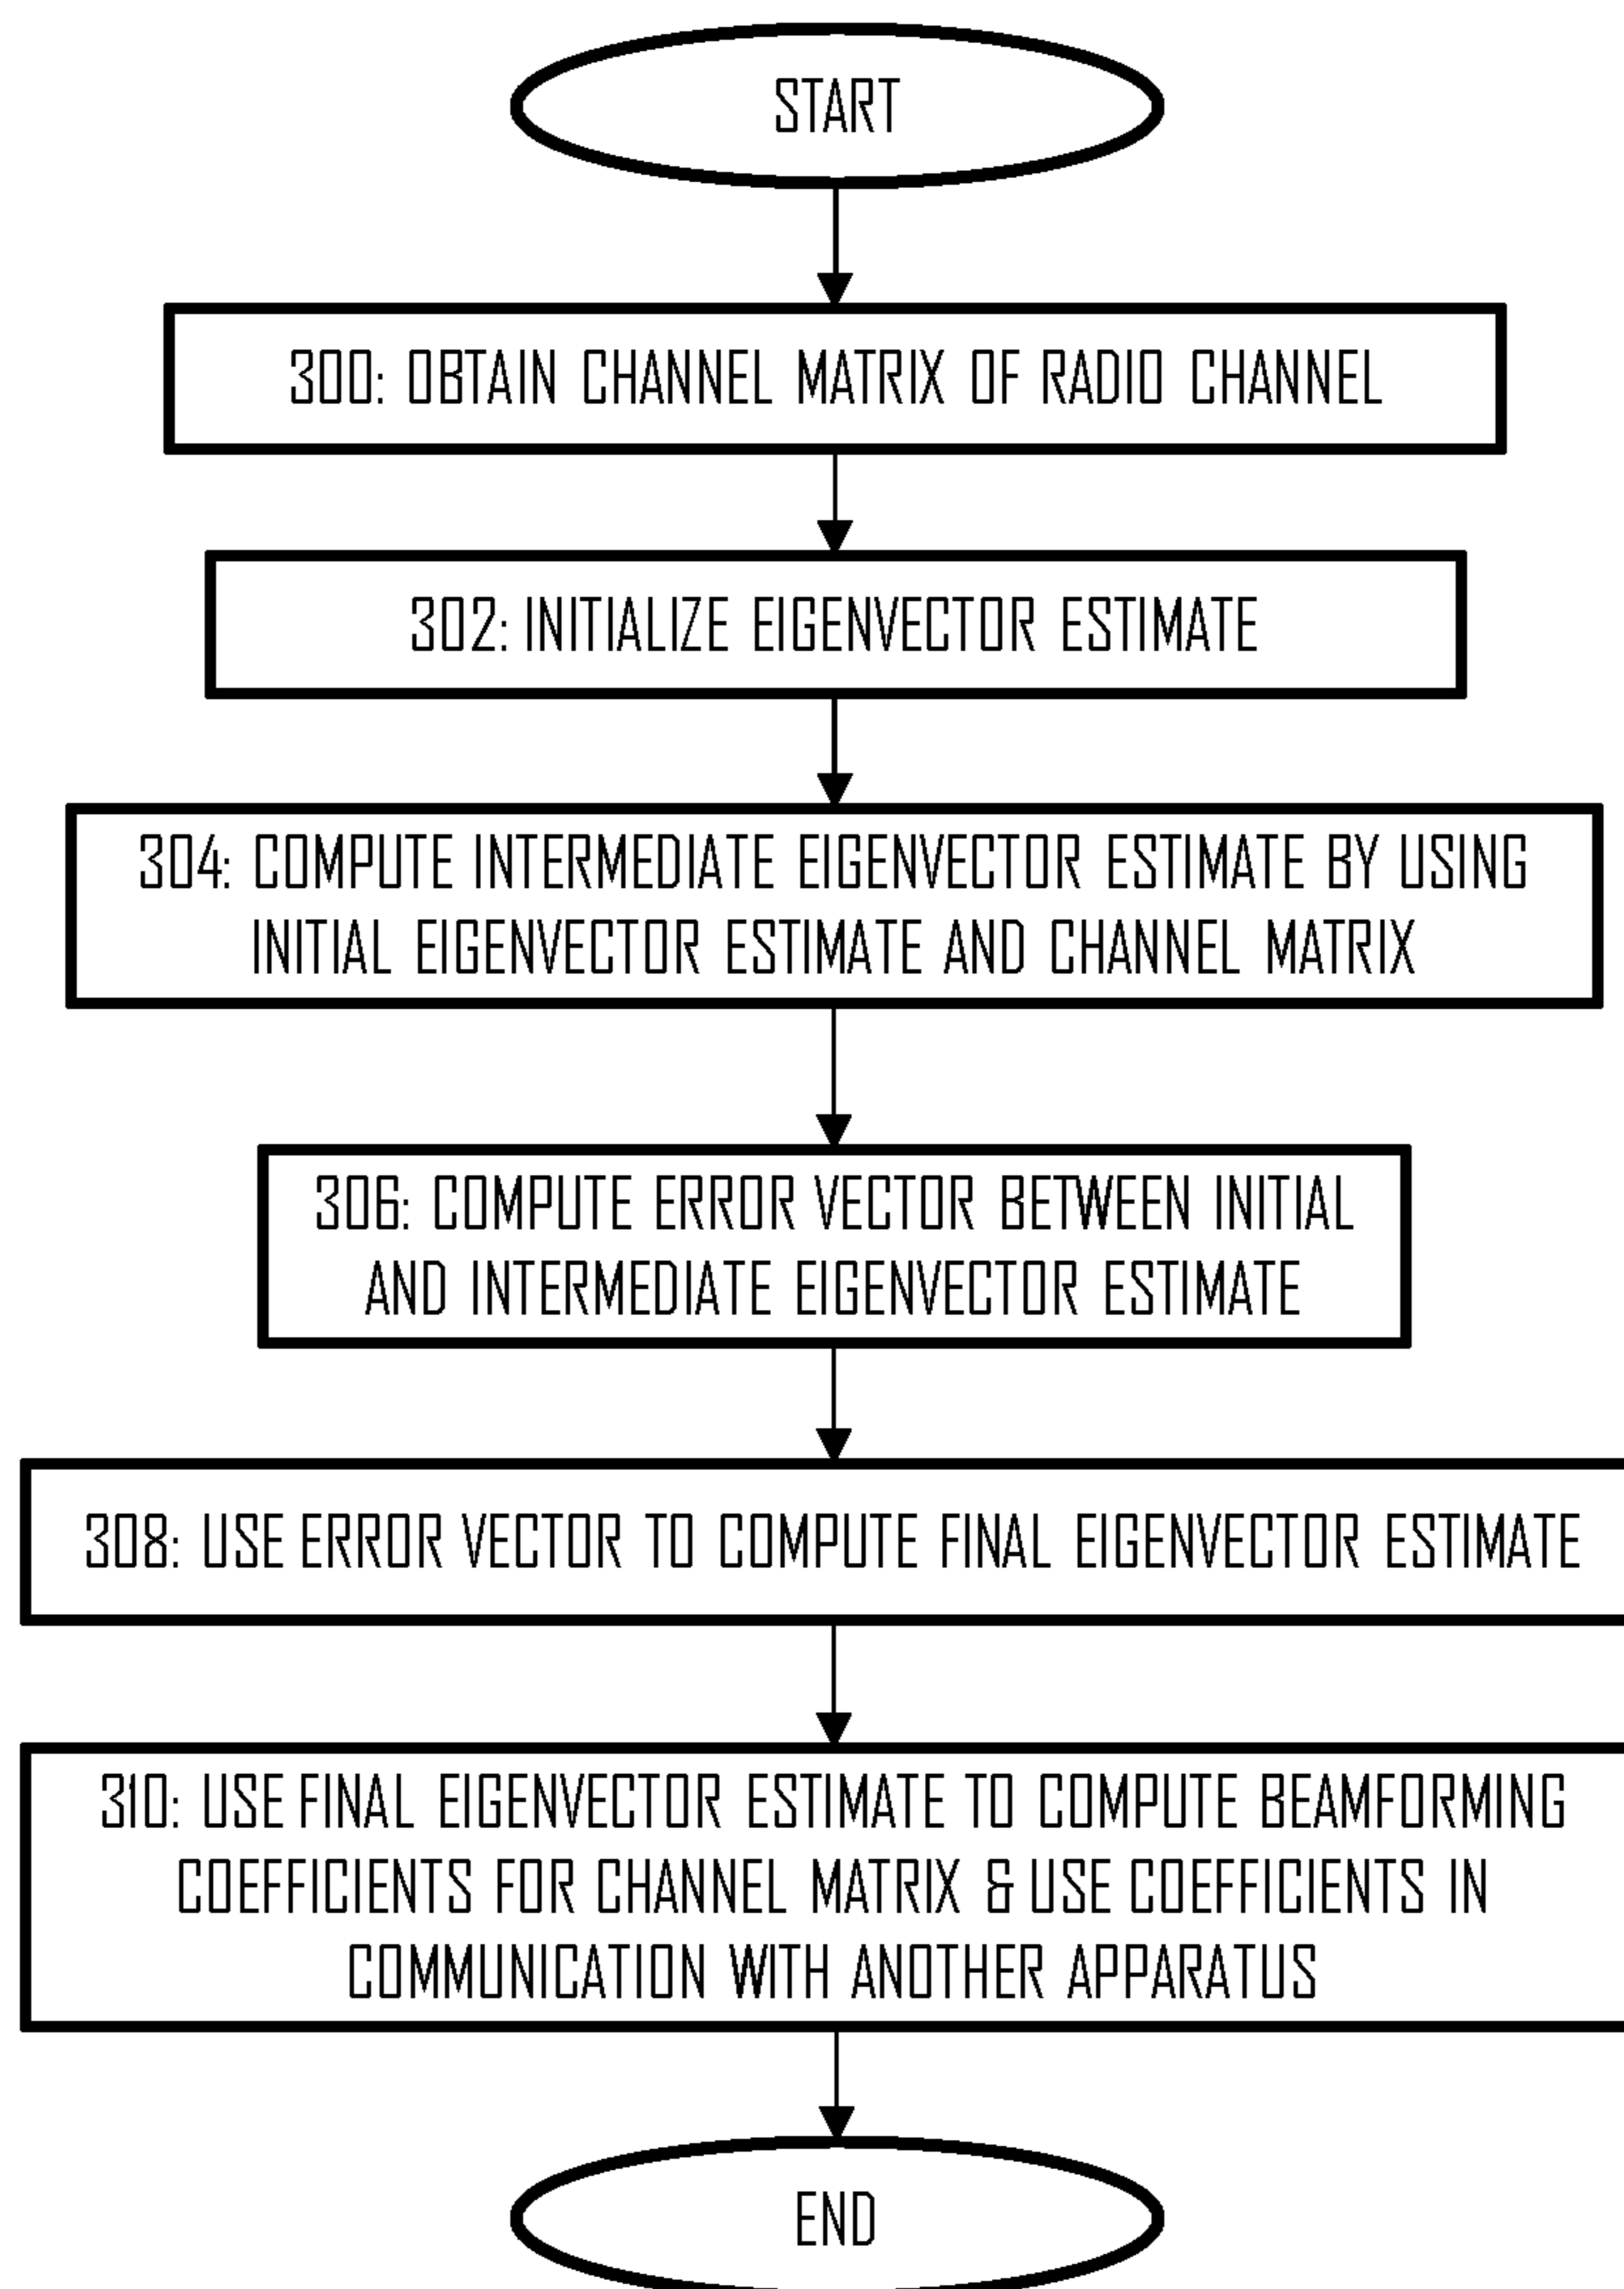 START
300: OBTAIN CHANNEL MATRIX OF RADIO CHANNEL
302: INITIALIZE EIGENVECTOR ESTIMATE
304: COMPUTE INTERMEDIATE EIGENVECTOR ESTIMATE BY USING
INITIAL EIGENVECTOR ESTIMATE AND CHANNEL MATRIX
306: COMPUTE ERROR VECTOR BETWEEN INITIAL
AND INTERMEDIATE EIGENVECTOR ESTIMATE
308: USE ERROR VECTOR TO COMPUTE FINAL EIGENVECTOR ESTIMATE
310: USE FINAL EIGENVECTOR ESTIMATE TO COMPUTE BEAMFORMING
COEFFICIENTS FOR CHANNEL MATRIX & USE COEFFICIENTS IN
COMMUNICATION WITH ANOTHER APPARATUS
END